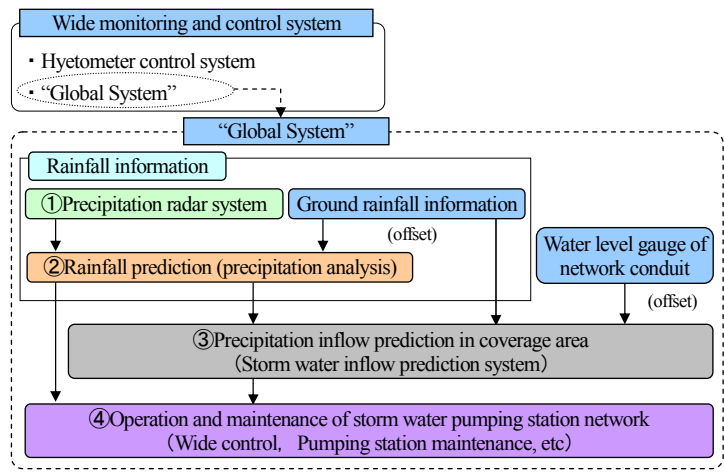 Wide monitoring and control system
・Hyetometer control system
・“Global System”
“Global System”
Rainfall information
①Precipitation radar system
Ground rainfall information
(offset)
Water level gauge of
network conduit
②Rainfall prediction (precipitation analysis)
(offset)
③Precipitation inflow prediction in coverage area
（Storm water inflow prediction system）
④Operation and maintenance of storm water pumping station network
（Wide control, Pumping station maintenance, etc）